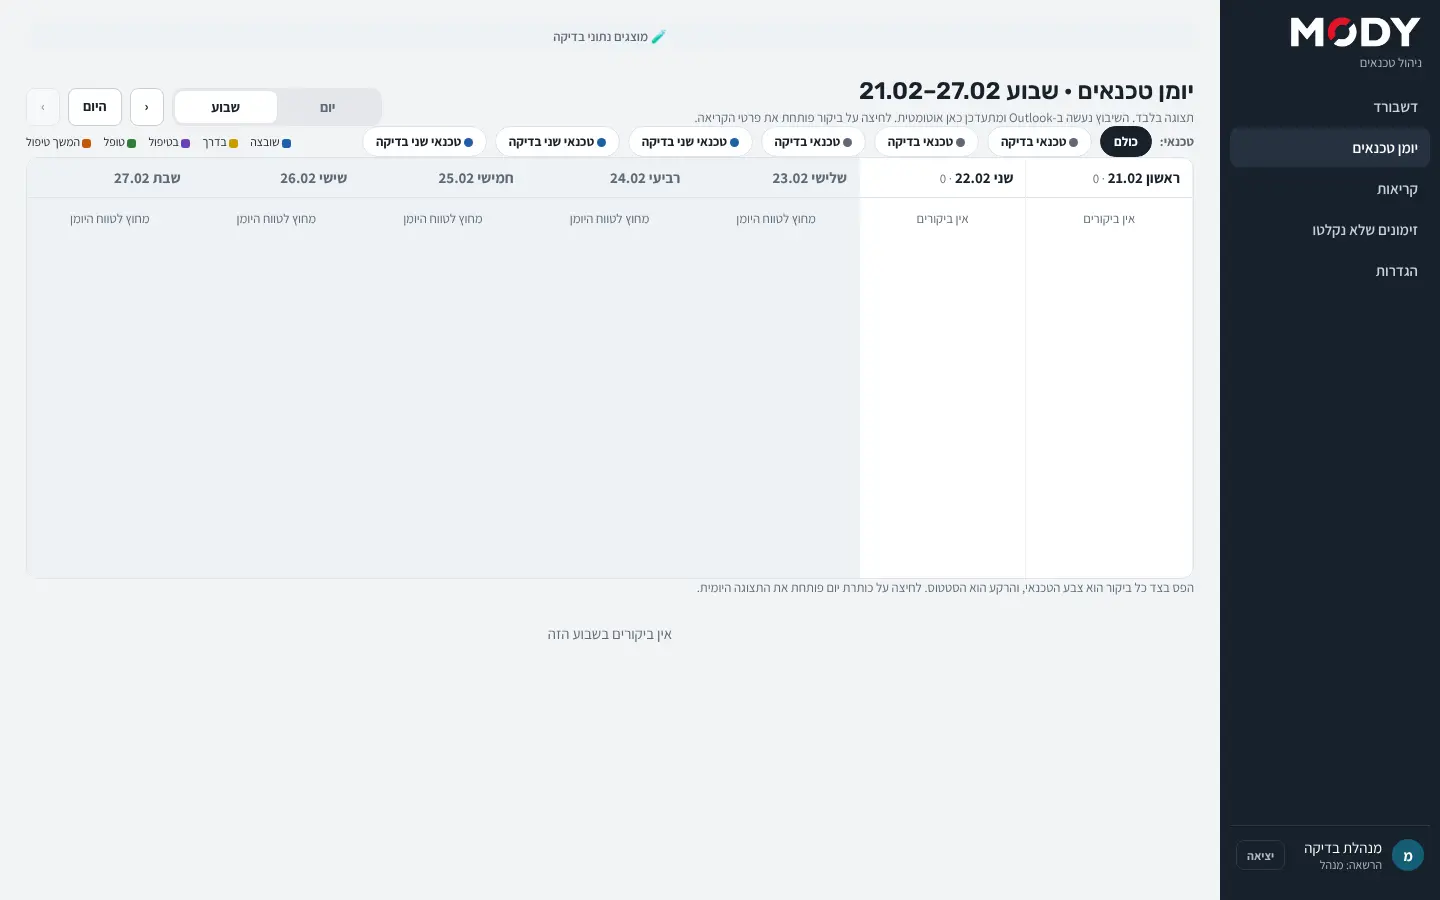 🧪 מוצגים נתוני בדיקה
MODY
ניהול טכנאים
דשבורד
יומן טכנאים
קריאות
זימונים שלא נקלטו
הגדרות
יומן טכנאים • שבוע 21.02–27.02
תצוגה בלבד. השיבוץ נעשה ב-Outlook ומתעדכן כאן אוטומטית. לחיצה על ביקור פותחת את פרטי הקריאה.
יום שבוע › היום ‹
טכנאי: כולם טכנאי בדיקה טכנאי בדיקה טכנאי בדיקה טכנאי שני בדיקה טכנאי שני בדיקה טכנאי שני בדיקה
שובצה בדרך בטיפול טופל המשך טיפול
ראשון 21.02 · 0 שני 22.02 · 0 שלישי 23.02 רביעי 24.02 חמישי 25.02 שישי 26.02 שבת 27.02
אין ביקורים אין ביקורים מחוץ לטווח היומן מחוץ לטווח היומן מחוץ לטווח היומן מחוץ לטווח היומן מחוץ לטווח היומן
הפס בצד כל ביקור הוא צבע הטכנאי, והרקע הוא הסטטוס. לחיצה על כותרת יום פותחת את התצוגה היומית.
אין ביקורים בשבוע הזה
מ
מנהלת בדיקה
הרשאה: מנהל
יציאה